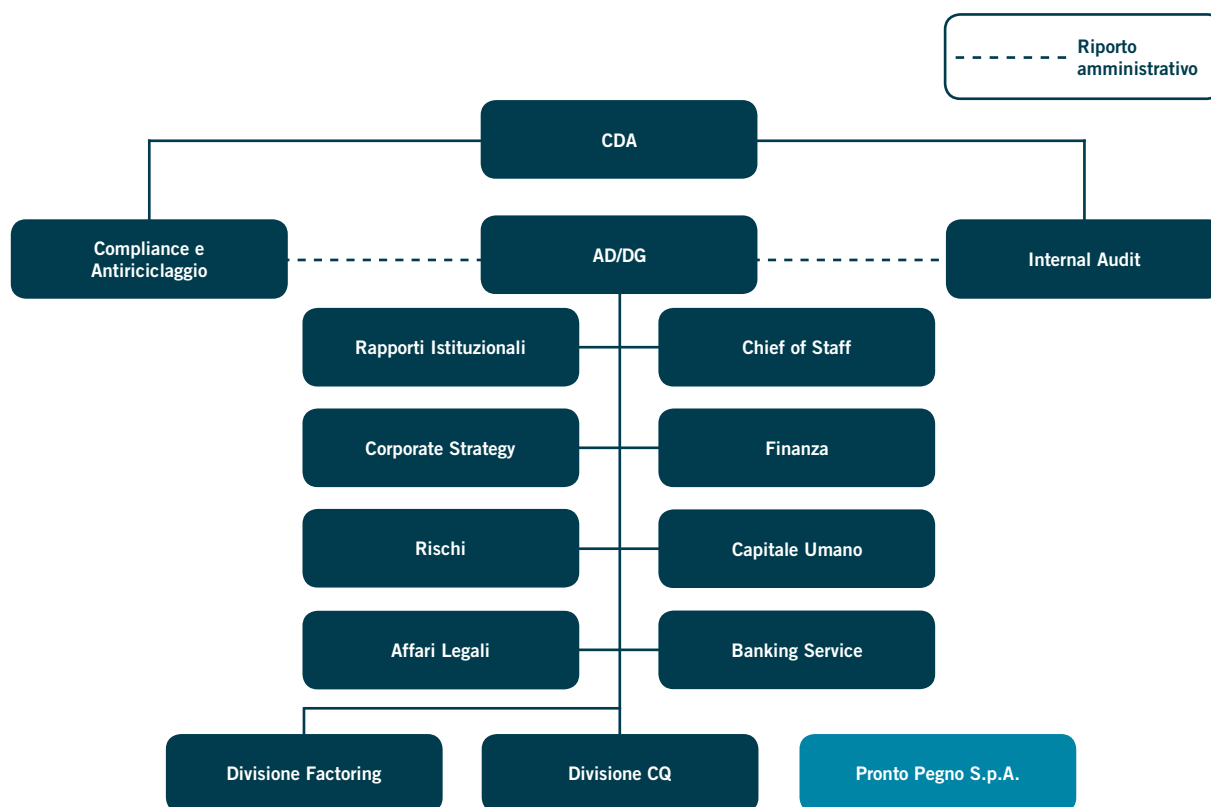 Riporto
amministrativo
CDA
Compliance e
Antiriciclaggio
AD/DG
Internal Audit
Rapporti Istituzionali
Chief of Staff
Corporate Strategy
Finanza
Rischi
Capitale Umano
Affari Legali
Banking Service
Divisione Factoring
Divisione CQ
Pronto Pegno S.p.A.